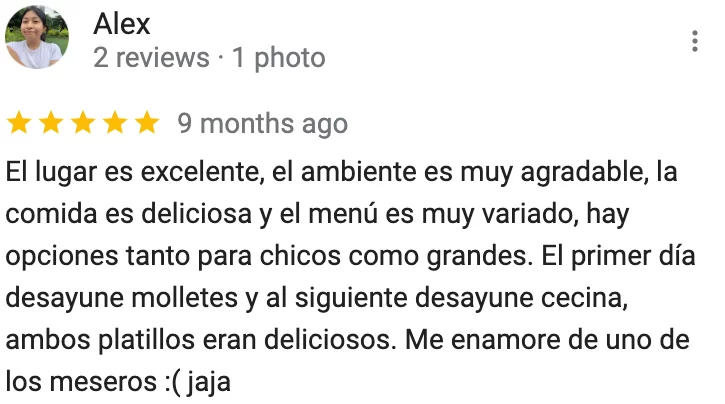 Alex
2 reviews · 1 photo
9 months ago
El lugar es excelente, el ambiente es muy agradable, la
comida es deliciosa y el menú es muy variado, hay
opciones tanto para chicos como grandes. El primer día
desayune molletes y al siguiente desayune cecina,
ambos platillos eran deliciosos. Me enamore de uno de
los meseros :( jaja